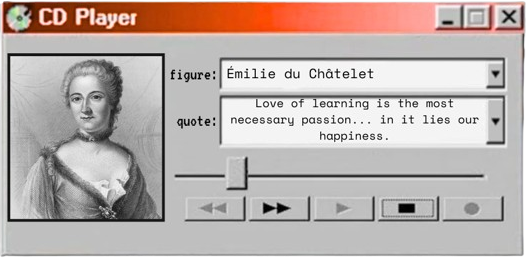 CD Player
figure: Émilie du Châtelet
quote: Love of learning is the most
necessary passion... in it lies our
happiness.